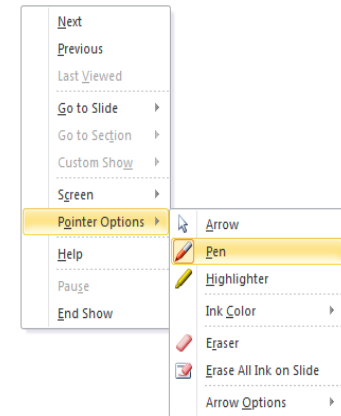 Next
Previous
Last Viewed
Go to Slide
Go to Section
Custom Show
Screen
Pointer Options
Help
Pause
End Show
Arrow
Pen
Highlighter
Ink Color
Eraser
Erase All Ink on Slide
Arrow Options